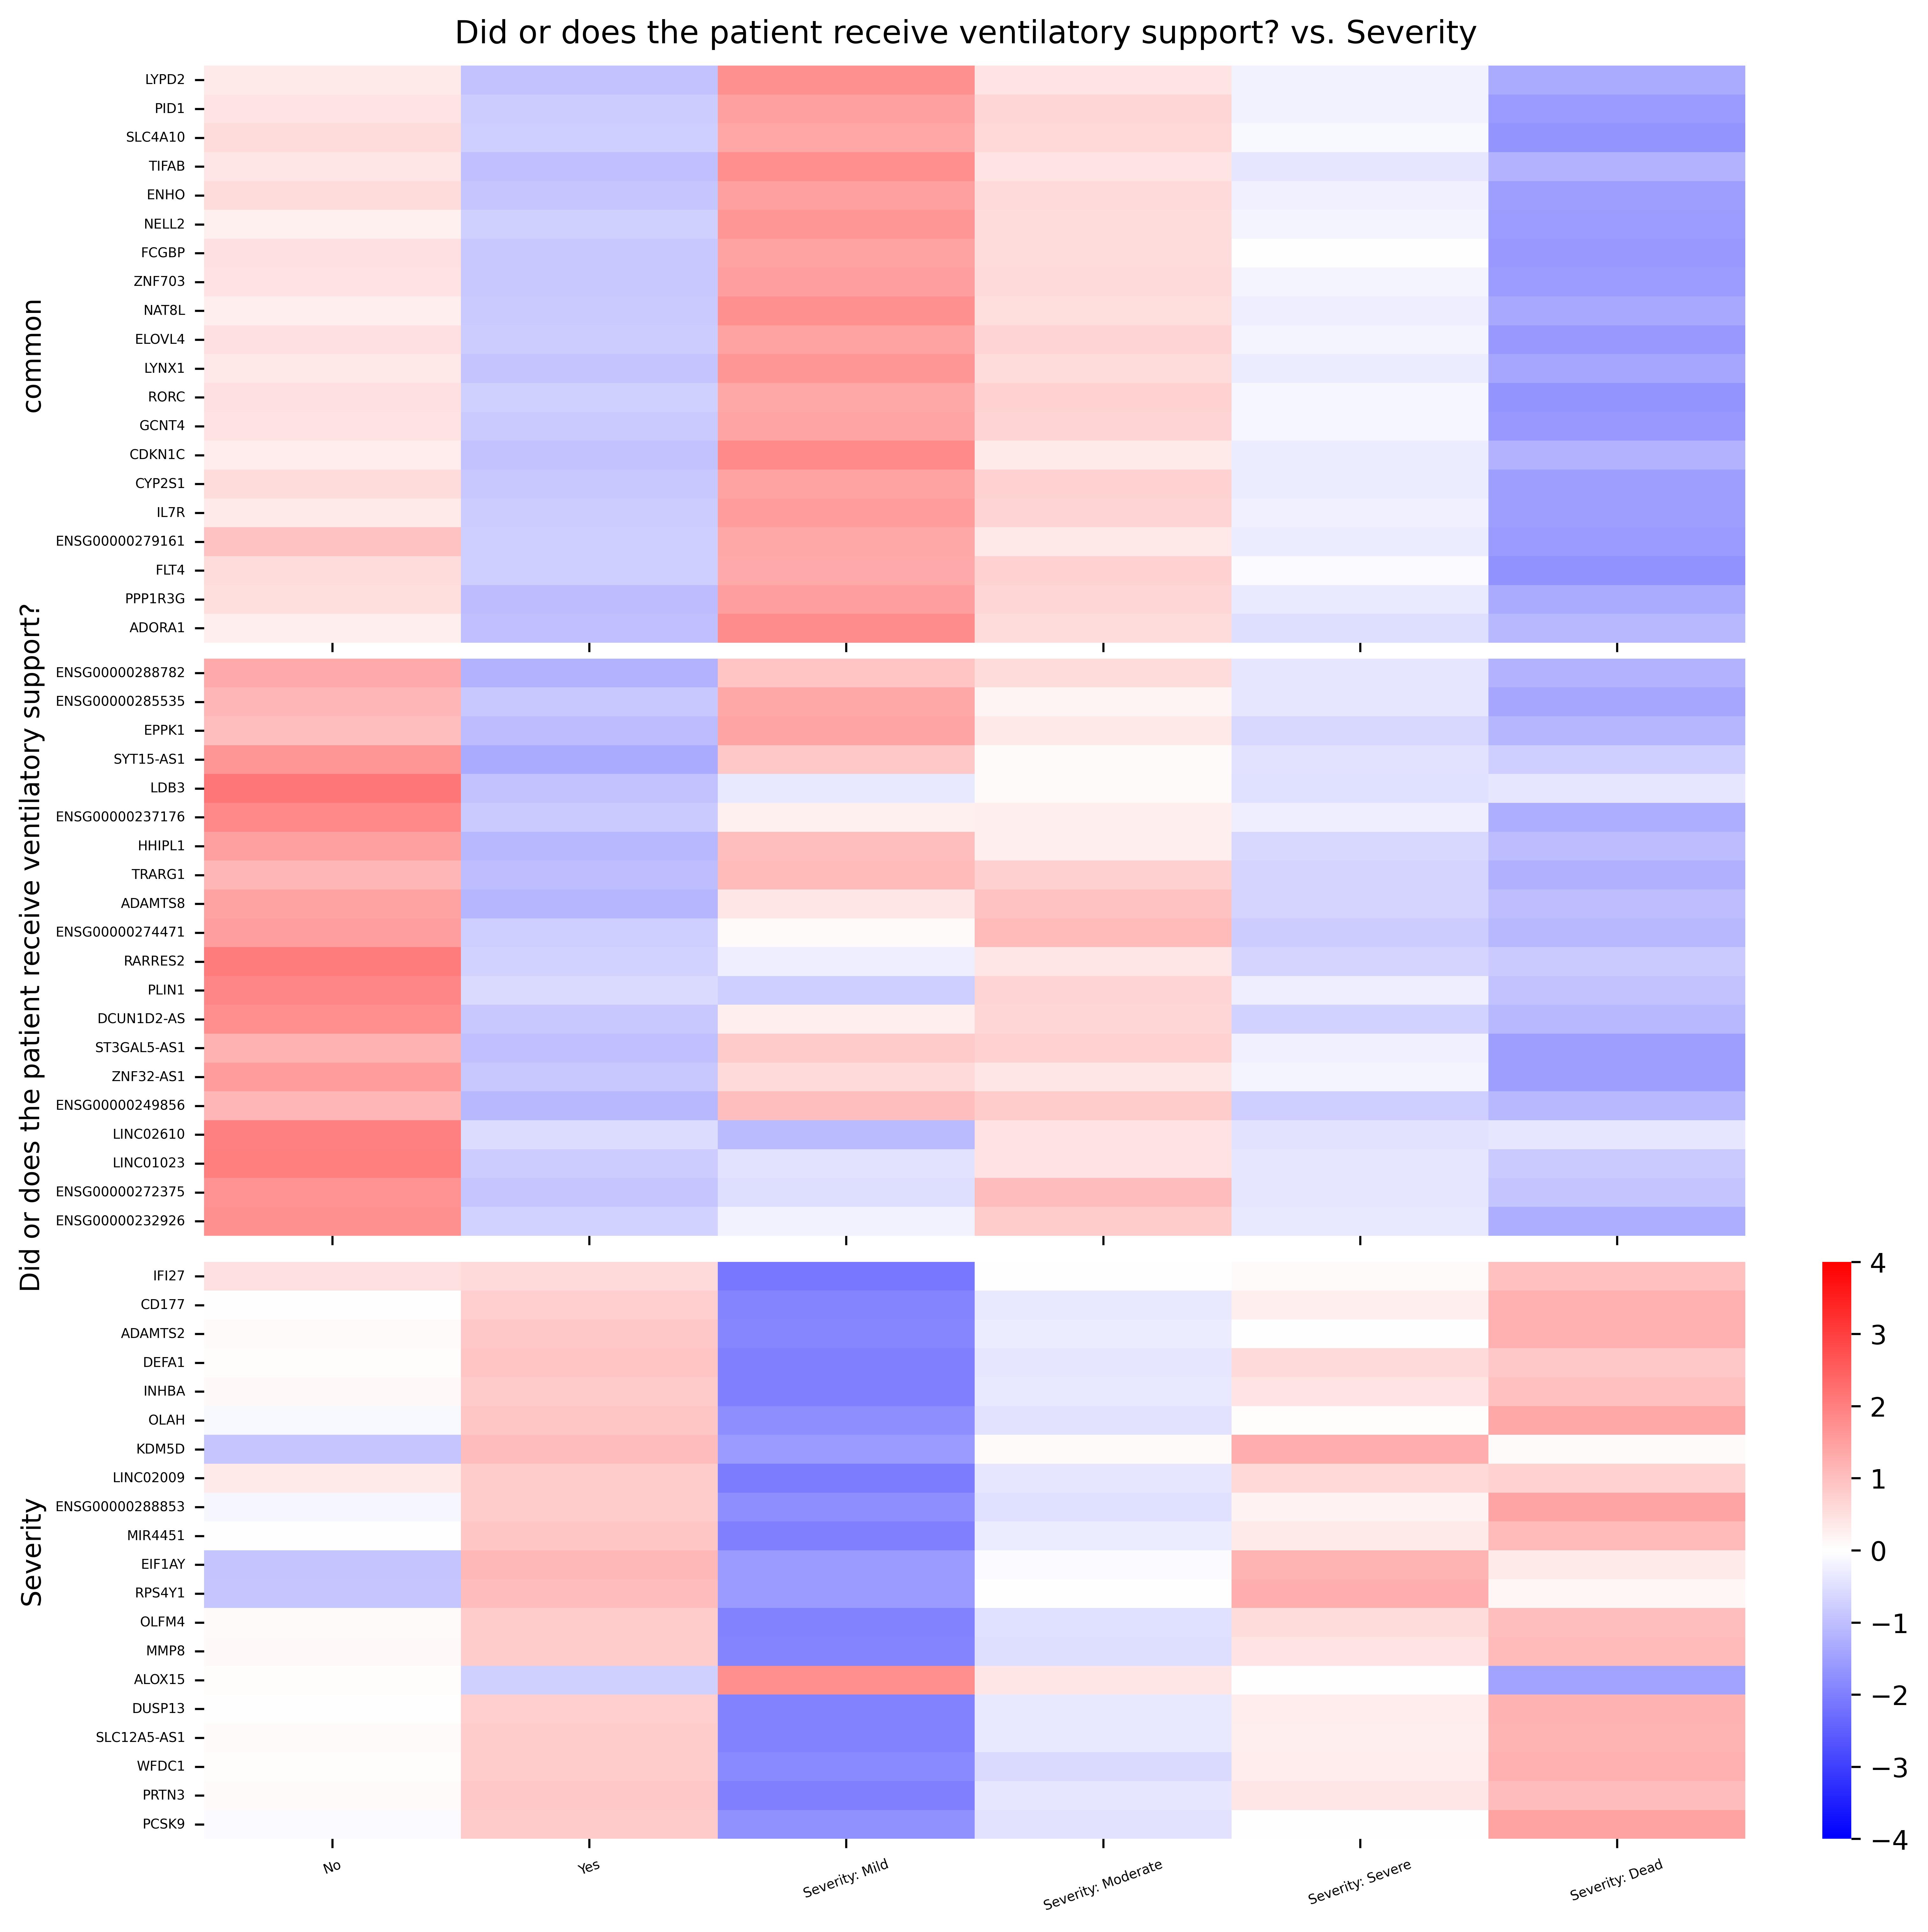 Did or does the patient receive ventilatory support? vs. Severity
common
LYPD2
PID1
SLC4A10
TIFAB
ENHO
NELL2
FCGBP
ZNF703
NAT8L
ELOVL4
LYNX1
RORC
GCNT4
CDKN1C
CYP2S1
IL7R
ENSG00000279161
FLT4
PPP1R3G
ADORA1
Did or does the patient receive ventilatory support?
ENSG00000288782
ENSG00000285535
EPPK1
SYT15-AS1
LDB3
ENSG00000237176
HHIPL1
TRARG1
ADAMTS8
ENSG00000274471
RARRES2
PLIN1
DCUN1D2-AS
ST3GAL5-AS1
ZNF32-AS1
ENSG00000249856
LINC02610
LINC01023
ENSG00000272375
ENSG00000232926
Severity
IFI27
CD177
ADAMTS2
DEFA1
INHBA
OLAH
KDM5D
LINC02009
ENSG00000288853
MIR4451
EIF1AY
RPS4Y1
OLFM4
MMP8
ALOX15
DUSP13
SLC12A5-AS1
WFDC1
PRTN3
PCSK9
No
Yes
Severity: Mild
Severity: Moderate
Severity: Severe
Severity: Dead
4
3
2
1
0
−1
−2
−3
−4